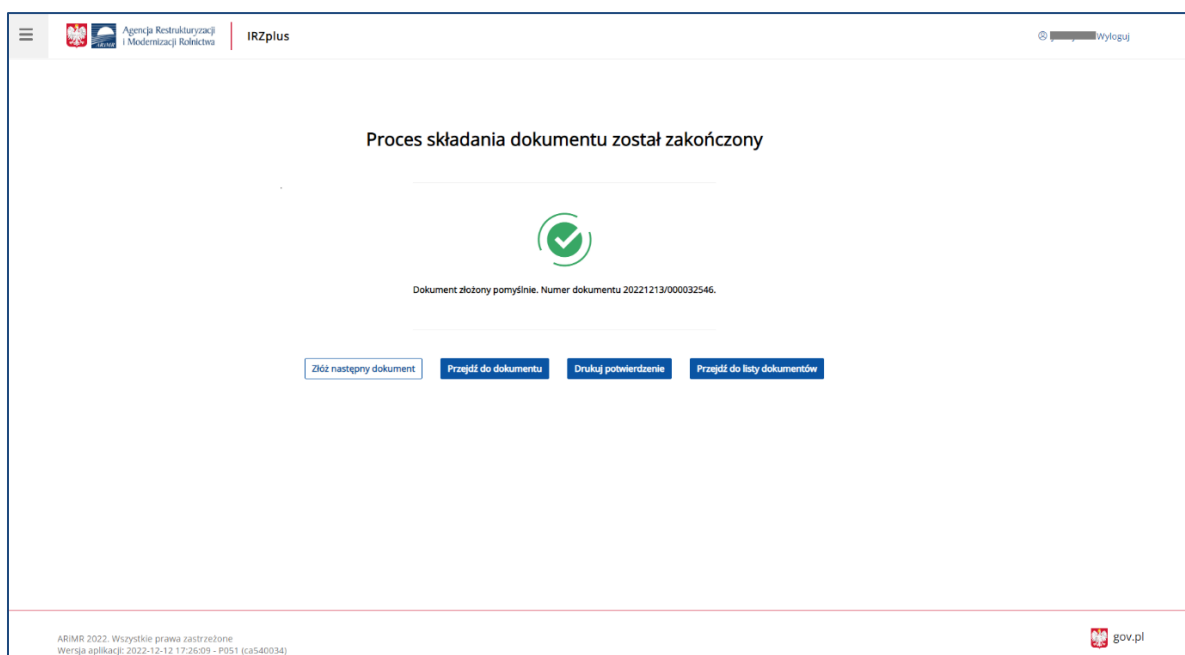 Agencja Restrukturyzacji
i Modernizacji Rolnictwa
IRZplus
Wyloguj
Proces składania dokumentu został zakończony
Dokument złożony pomyślnie. Numer dokumentu 20221213/000032546.
Złóż następny dokument
Przejdź do dokumentu
Drukuj potwierdzenie
Przejdź do listy dokumentów
ARiMR 2022. Wszystkie prawa zastrzeżone
Wersja aplikacji: 2022-12-12 17:26:09 - P051 (ca540034)
gov.pl